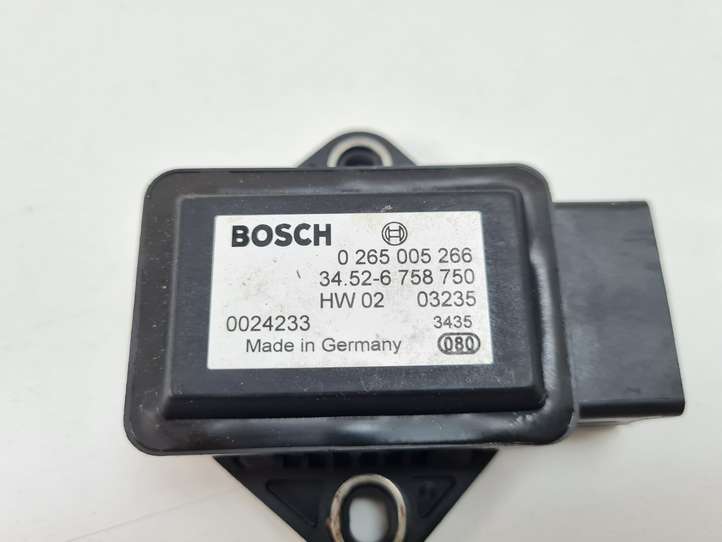 BOSCH
0 265 005 266
34.52-6 758 750
HW 02 03235
0024233 3435
Made in Germany 080